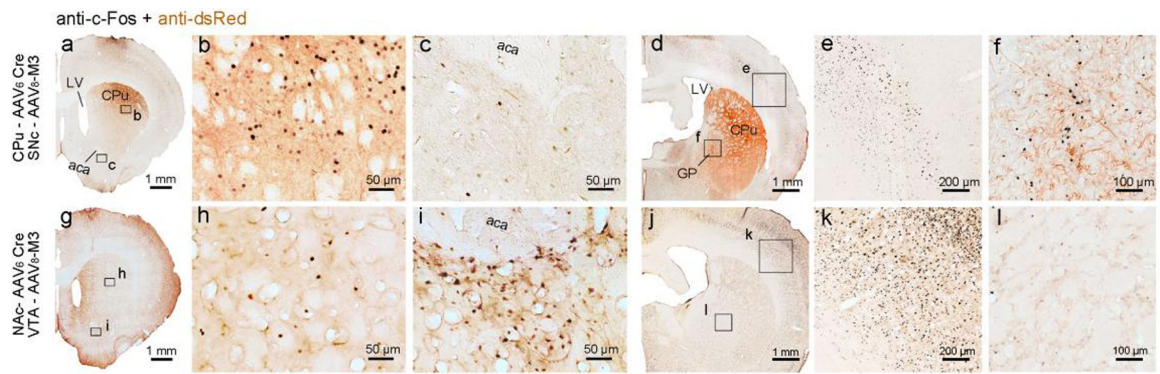 anti-c-Fos + anti-dsRed
CPu - AAV6 Cre
SNc - AAV8-M3
a
LV
CPu
b
aca
c
1 mm
b
50 µm
c
aca
50 µm
d
e
LV
CPu
f
GP
1 mm
e
200 µm
f
100 µm
NAc- AAV6 Cre
VTA - AAV8-M3
g
h
i
1 mm
h
50 µm
i
aca
50 µm
j
k
l
1 mm
k
200 µm
l
100 µm